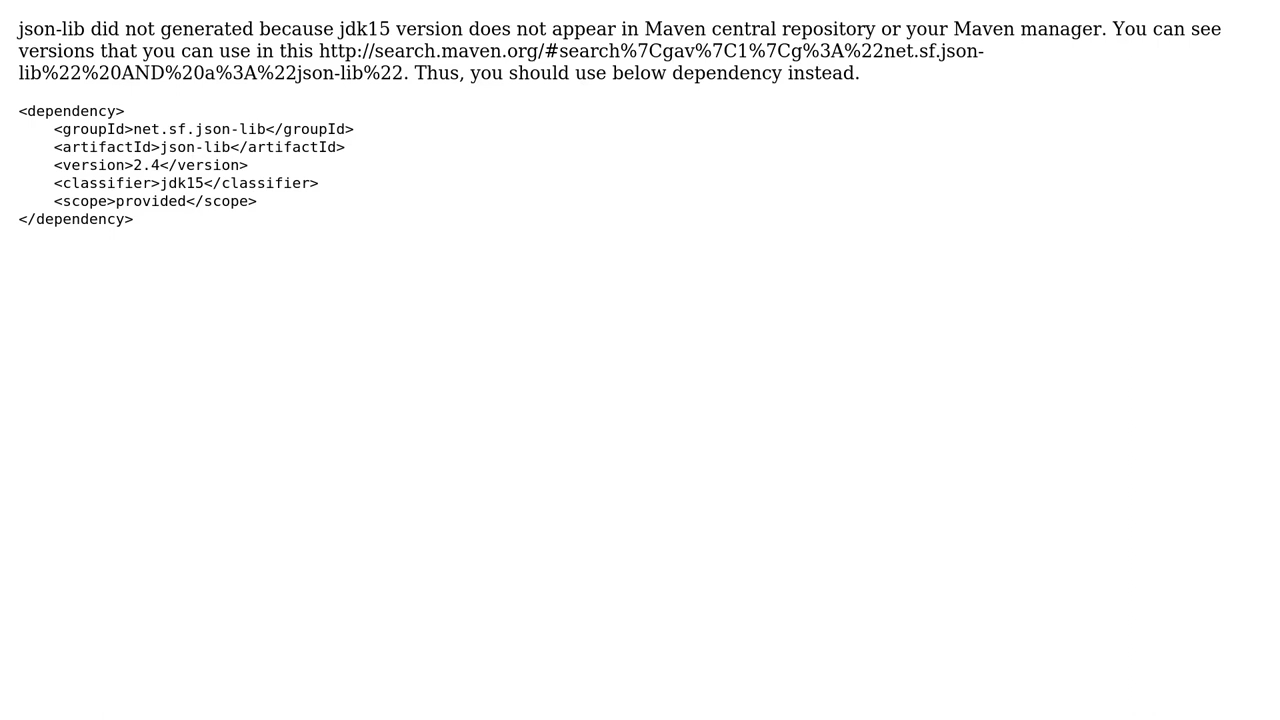 json-lib did not generated because jdk15 version does not appear in Maven central repository or your Maven manager. You can see
versions that you can use in this http://search.maven.org/#search%7Cgav%7C1%7Cg%3A%22net.sf.json-
lib%22%20AND%20a%3A%22json-lib%22. Thus, you should use below dependency instead.
<dependency>
    <groupId>net.sf.json-lib</groupId>
    <artifactId>json-lib</artifactId>
    <version>2.4</version>
    <classifier>jdk15</classifier>
    <scope>provided</scope>
</dependency>